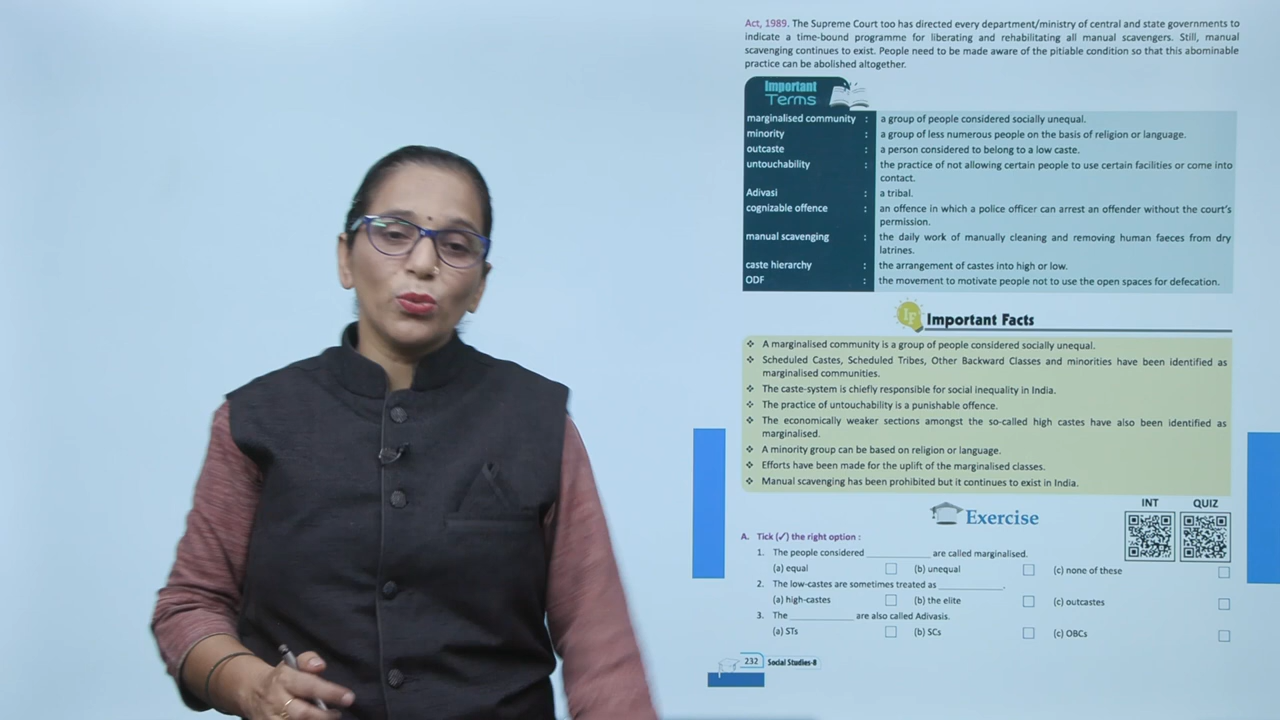 Act, 1989. The Supreme Court too has directed every department/ministry of central and state governments to
indicate a time-bound programme for liberating and rehabilitating all manual scavengers. Still, manual
scavenging continues to exist. People need to be made aware of the pitiable condition so that this abominable
practice can be abolished altogether.
Important
Terms
marginalised community : a group of people considered socially unequal.
minority : a group of less numerous people on the basis of religion or language.
outcaste : a person considered to belong to a low caste.
untouchability : the practice of not allowing certain people to use certain facilities or come into
contact.
Adivasi : a tribal.
cognizable offence : an offence in which a police officer can arrest an offender without the court's
permission.
manual scavenging : the daily work of manually cleaning and removing human faeces from dry
latrines.
caste hierarchy : the arrangement of castes into high or low.
ODF : the movement to motivate people not to use the open spaces for defecation.
IF Important Facts
❖ A marginalised community is a group of people considered socially unequal.
❖ Scheduled Castes, Scheduled Tribes, Other Backward Classes and minorities have been identified as
marginalised communities.
❖ The caste-system is chiefly responsible for social inequality in India.
❖ The practice of untouchability is a punishable offence.
❖ The economically weaker sections amongst the so-called high castes have also been identified as
marginalised.
❖ A minority group can be based on religion or language.
❖ Efforts have been made for the uplift of the marginalised classes.
❖ Manual scavenging has been prohibited but it continues to exist in India.
INT QUIZ
Exercise
A. Tick (✓) the right option :
1. The people considered ____________ are called marginalised.
(a) equal (b) unequal (c) none of these
2. The low-castes are sometimes treated as ____________.
(a) high-castes (b) the elite (c) outcastes
3. The ____________ are also called Adivasis.
(a) STs (b) SCs (c) OBCs
232 Social Studies-8